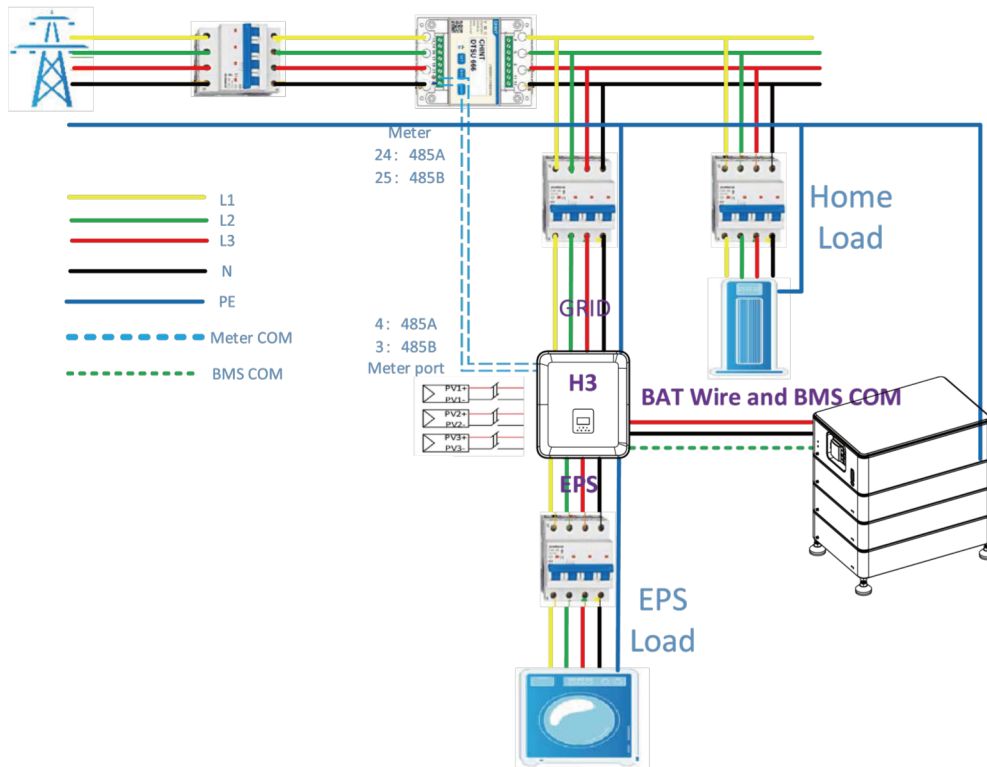 CHINT
DTSU 666
Meter
24: 485A
25: 485B
L1
L2
L3
N
PE
Meter COM
BMS COM
Home
Load
GRID
4: 485A
3: 485B
Meter port
PV1+
PV1-
PV2+
PV2-
PV3+
PV3-
H3
BAT Wire and BMS COM
EPS
EPS
Load